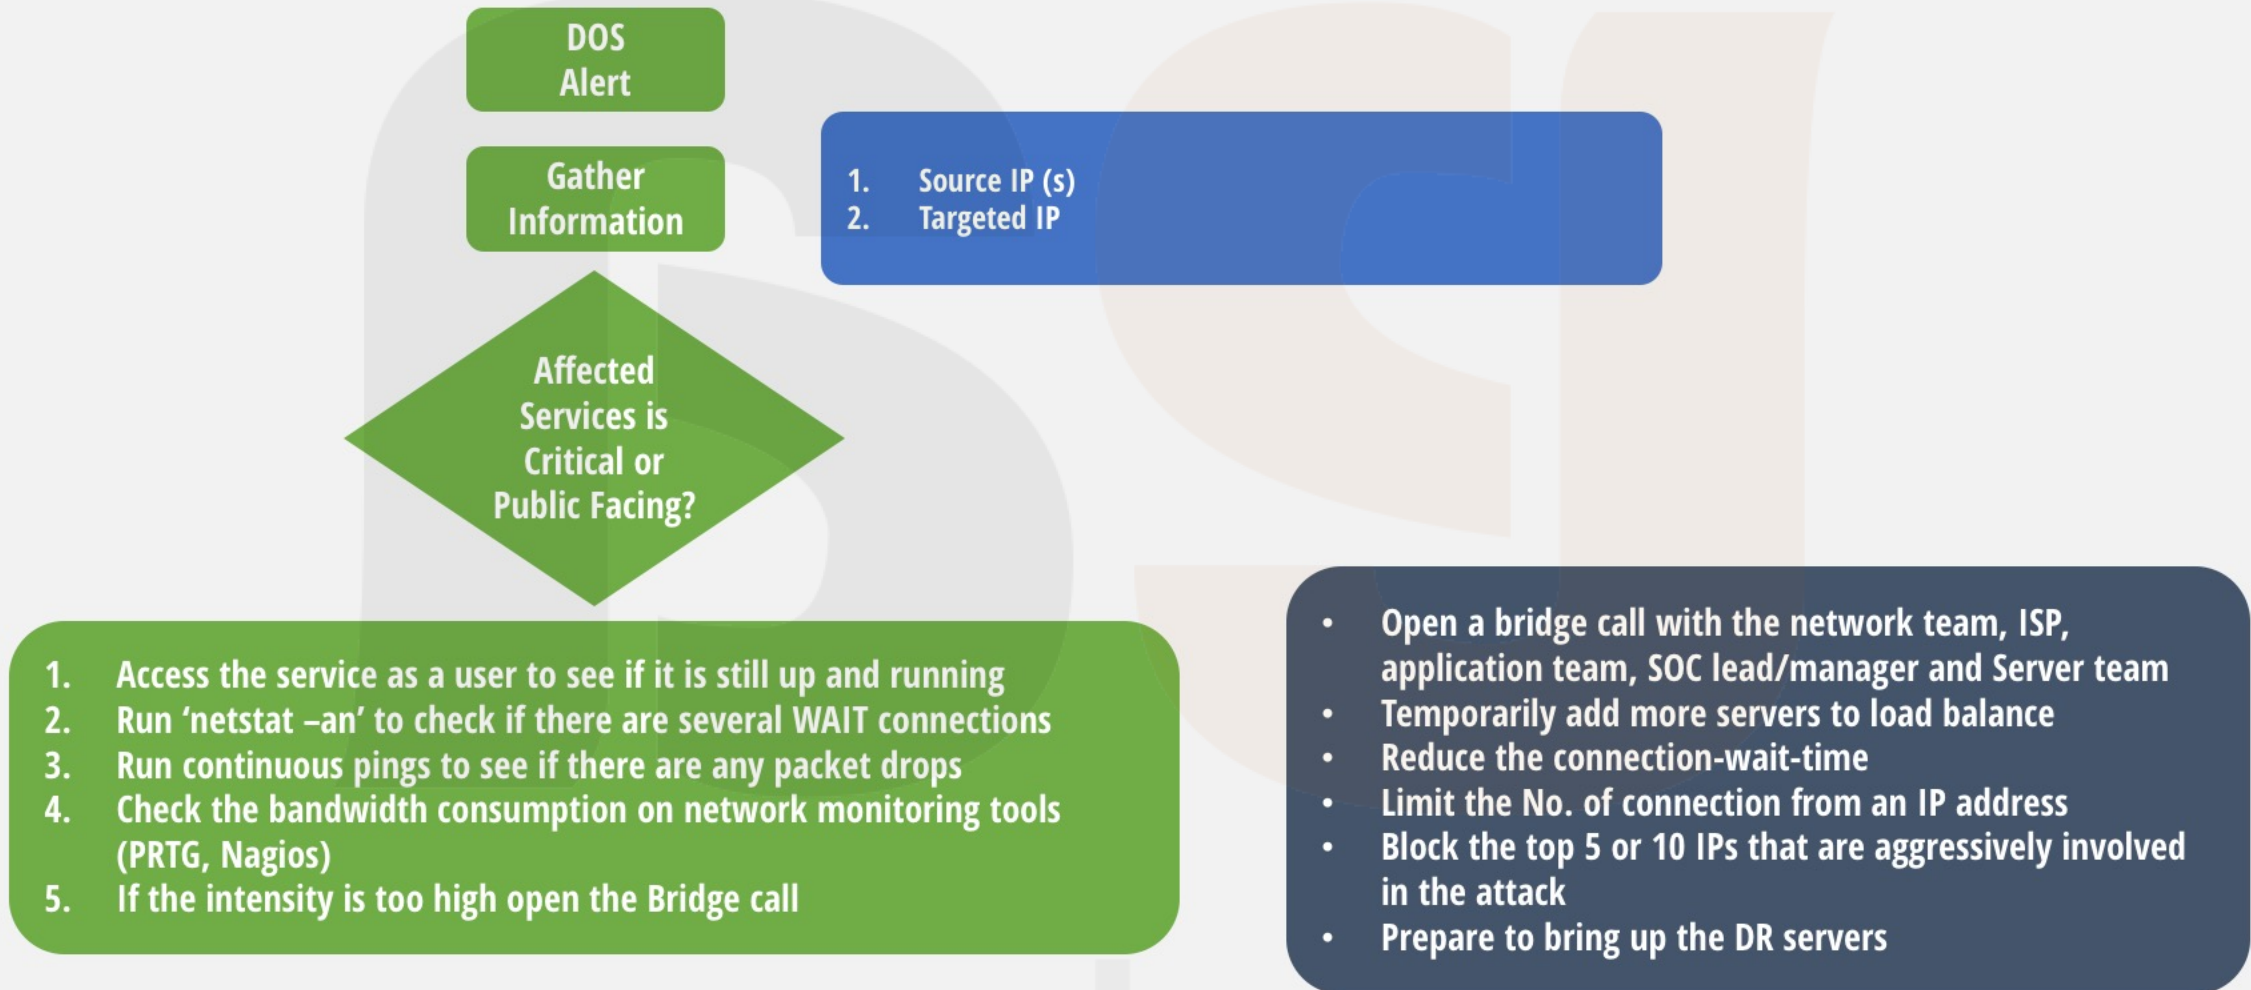 DOS
Alert
Gather
Information
1. Source IP (s)
2. Targeted IP
Affected
Services is
Critical or
Public Facing?
1. Access the service as a user to see if it is still up and running
2. Run ‘netstat –an’ to check if there are several WAIT connections
3. Run continuous pings to see if there are any packet drops
4. Check the bandwidth consumption on network monitoring tools
(PRTG, Nagios)
5. If the intensity is too high open the Bridge call
• Open a bridge call with the network team, ISP,
application team, SOC lead/manager and Server team
• Temporarily add more servers to load balance
• Reduce the connection-wait-time
• Limit the No. of connection from an IP address
• Block the top 5 or 10 IPs that are aggressively involved
in the attack
• Prepare to bring up the DR servers